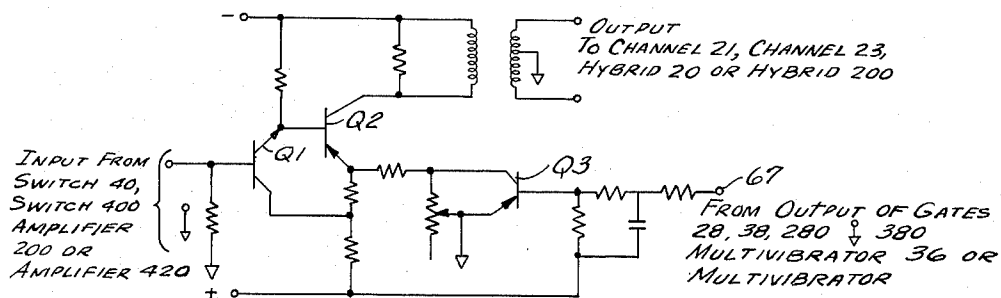 -
OUTPUT
TO CHANNEL 21, CHANNEL 23,
HYBRID 20 OR HYBRID 200
Q2
Q1
Q3
INPUT FROM
SWITCH 40,
SWITCH 400
AMPLIFIER
200 OR
AMPLIFIER 420
67
FROM OUTPUT OF GATES
28, 38, 280 380
MULTIVIBRATOR 36 OR
MULTIVIBRATOR
+